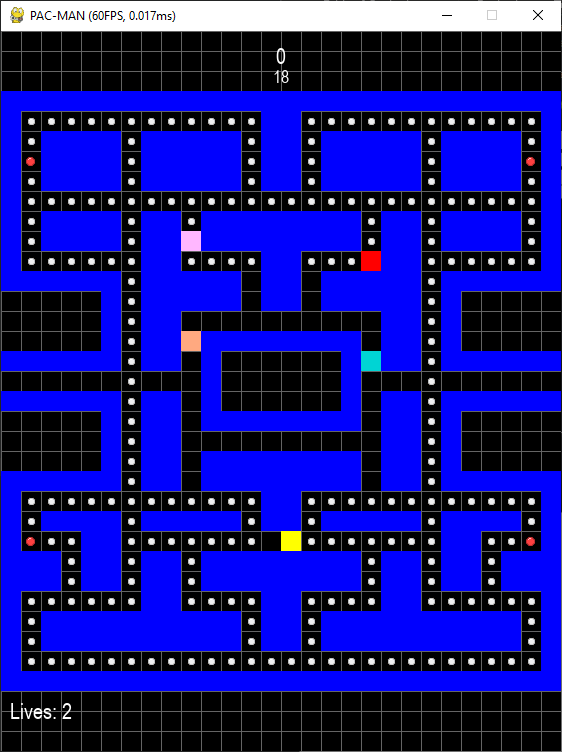 PAC-MAN (60FPS, 0.017ms)
0
18
Lives: 2